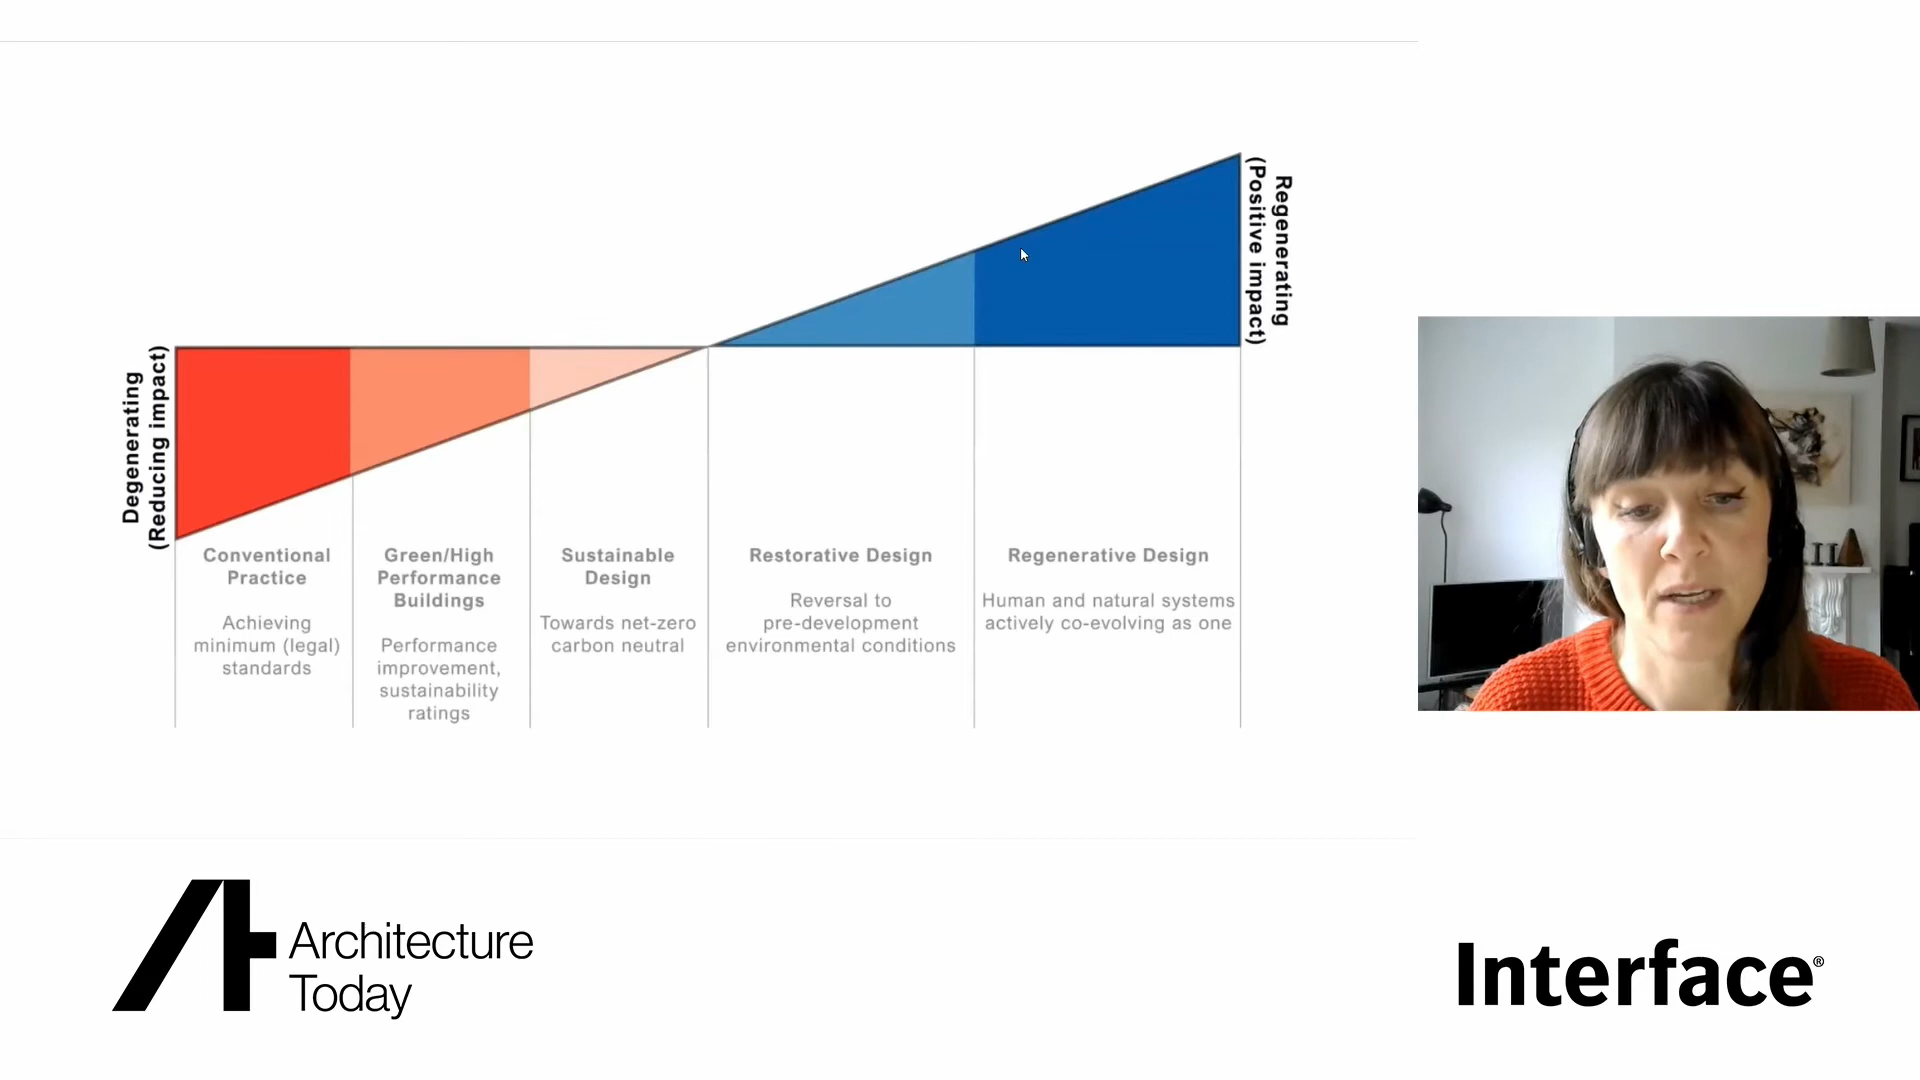 Degenerating
(Reducing impact)
Regenerating
(Positive impact)
Conventional
Practice
Achieving
minimum (legal)
standards
Green/High
Performance
Buildings
Performance
improvement,
sustainability
ratings
Sustainable
Design
Towards net-zero
carbon neutral
Restorative Design
Reversal to
pre-development
environmental conditions
Regenerative Design
Human and natural systems
actively co-evolving as one
Architecture
Today
Interface®